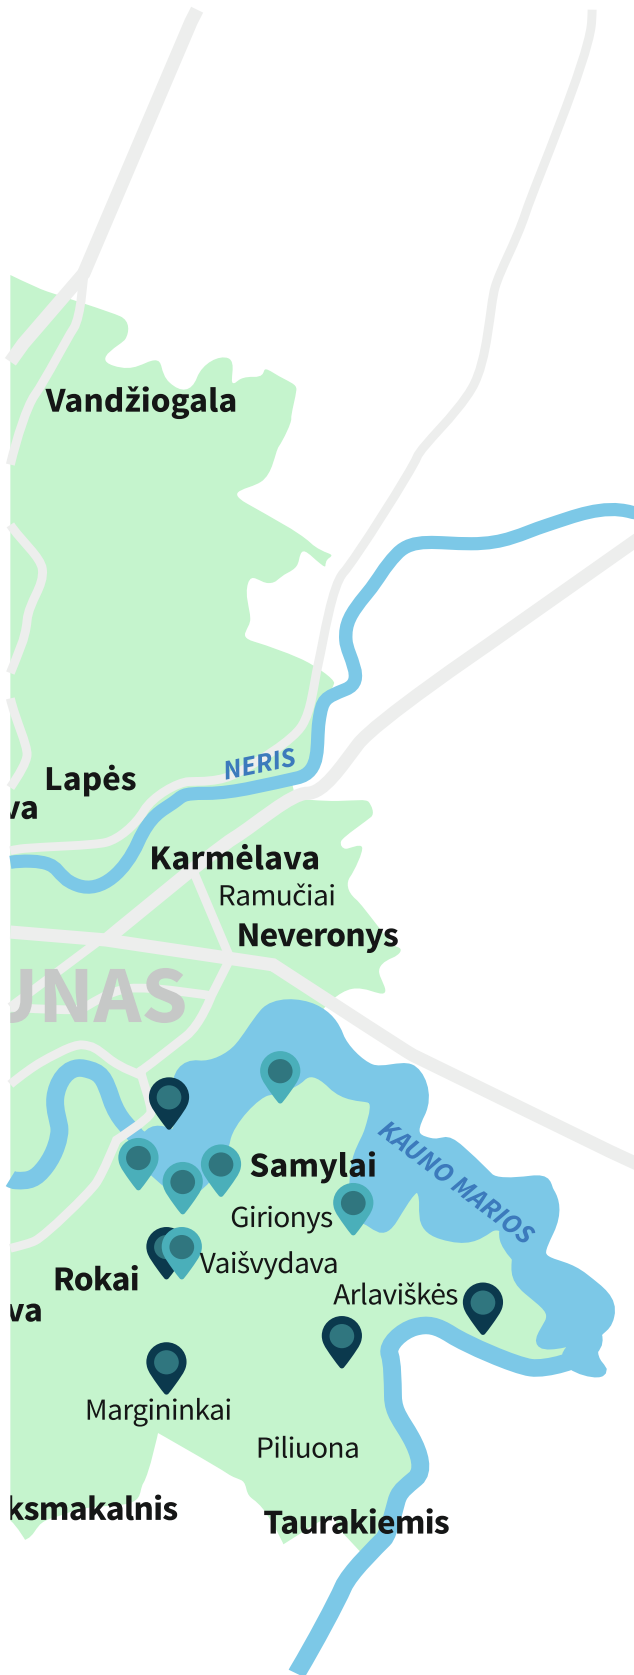 Vandžiogala
NERIS
Lapės
va
Karmėlava
Ramučiai
Neveronys
UNAS
KAUNO MARIOS
Samylai
Girionys
Vaišvydava
Rokai
Arlaviškės
va
Margininkai
Piliuona
ksmakalnis
Taurakiemis